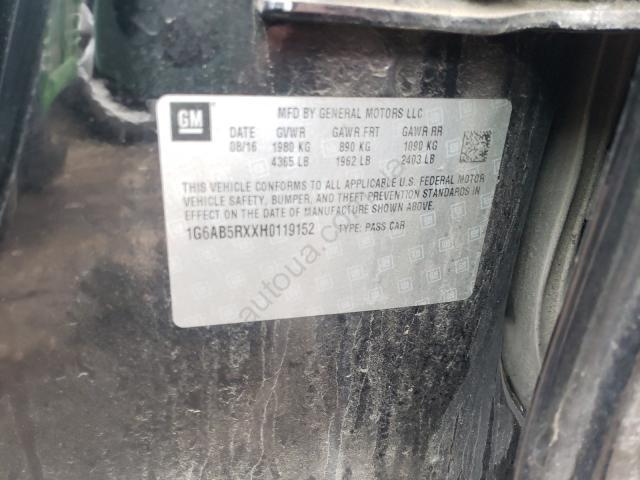 GM
MFD BY GENERAL MOTORS LLC
DATE GVWR GAWR FRT GAWR RR
08/16 1980 KG 890 KG 1090 KG
4365 LB 1962 LB 2403 LB
THIS VEHICLE CONFORMS TO ALL APPLICABLE U.S. FEDERAL MOTOR
VEHICLE SAFETY, BUMPER, AND THEFT PREVENTION STANDARDS IN
EFFECT ON THE DATE OF MANUFACTURE SHOWN ABOVE.
1G6AB5RXXH0119152 TYPE: PASS CAR
autoua.com